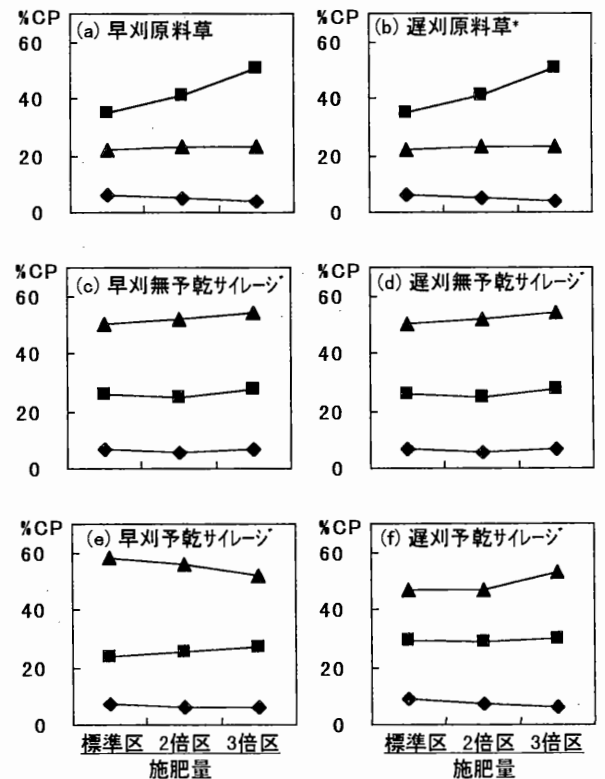 %CP
60
40
20
0
(a) 早刈原料草
%CP
60
40
20
0
(b) 遅刈原料草*
%CP
60
40
20
0
(c) 早刈無予乾サイレージ
%CP
60
40
20
0
(d) 遅刈無予乾サイレージ
%CP
60
40
20
0
(e) 早刈予乾サイレージ
標準区 2倍区 3倍区
施肥量
%CP
60
40
20
0
(f) 遅刈予乾サイレージ
標準区 2倍区 3倍区
施肥量